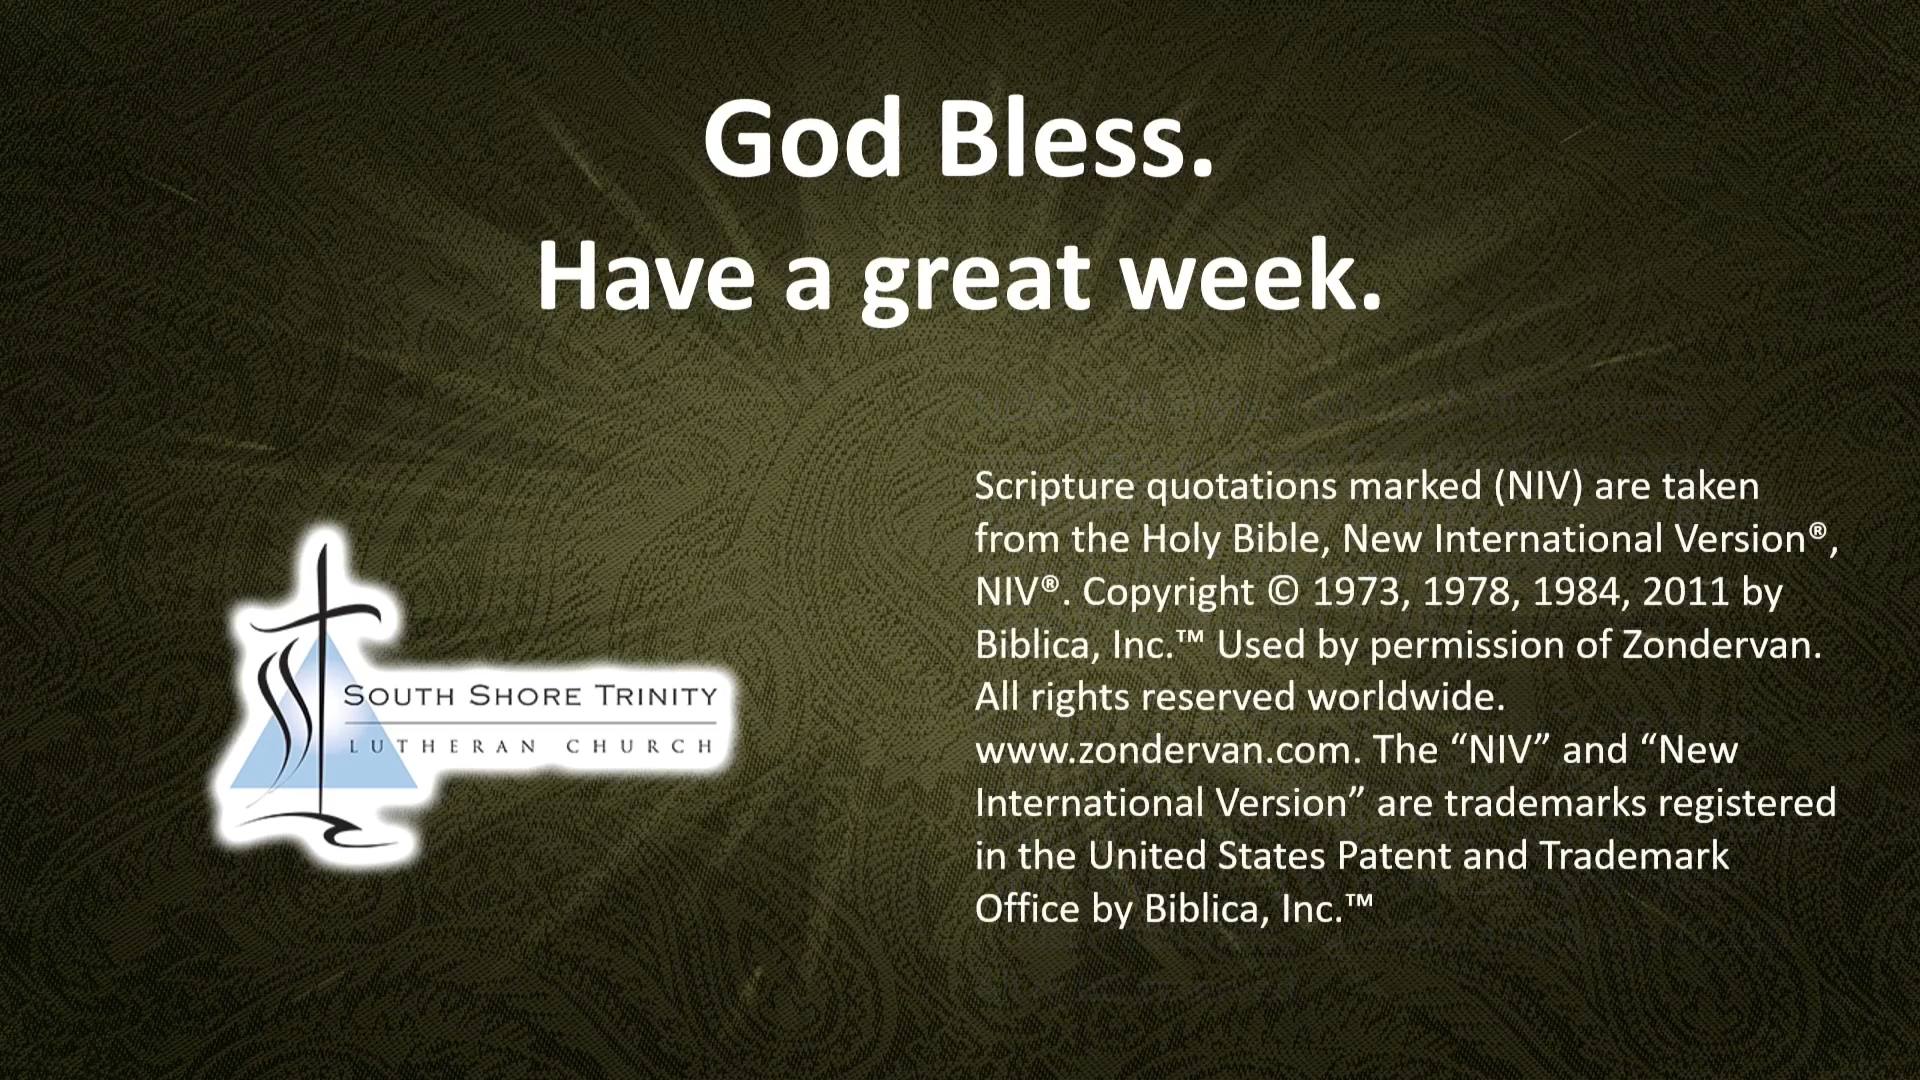 God Bless.
Have a great week.
Scripture quotations marked (NIV) are taken
from the Holy Bible, New International Version®,
NIV®. Copyright © 1973, 1978, 1984, 2011 by
Biblica, Inc.™ Used by permission of Zondervan.
All rights reserved worldwide.
www.zondervan.com. The “NIV” and “New
International Version” are trademarks registered
in the United States Patent and Trademark
Office by Biblica, Inc.™
SOUTH SHORE TRINITY
LUTHERAN CHURCH